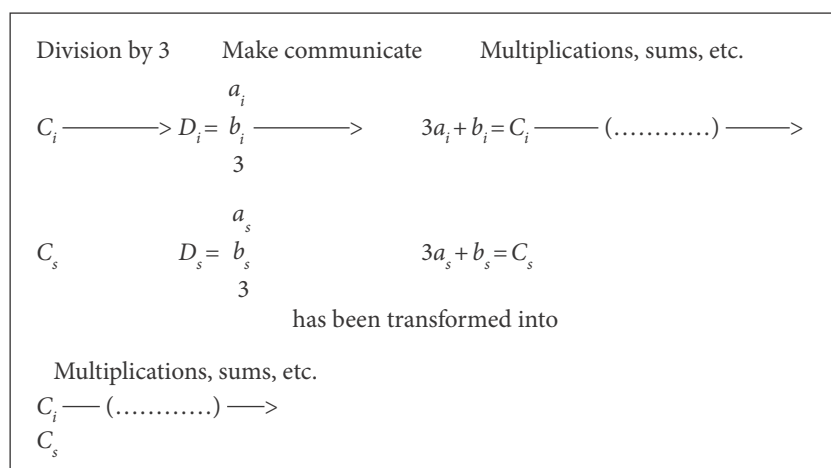 Division by 3 Make communicate Multiplications, sums, etc.
a_i
C_i ———> D_i = b_i ———> 3a_i + b_i = C_i —— (…………) ——>
3
a_s
C_s D_s = b_s 3a_s + b_s = C_s
3
has been transformed into
Multiplications, sums, etc.
C_i —— (…………) ——>
C_s